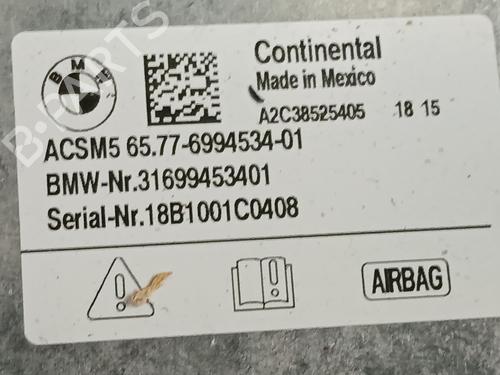 BMW
Continental
Made in Mexico
A2C38525405 18 15
ACSM5 65.77-6994534-01
BMW-Nr.31699453401
Serial-Nr.18B1001C0408
AIRBAG
B-PARTS